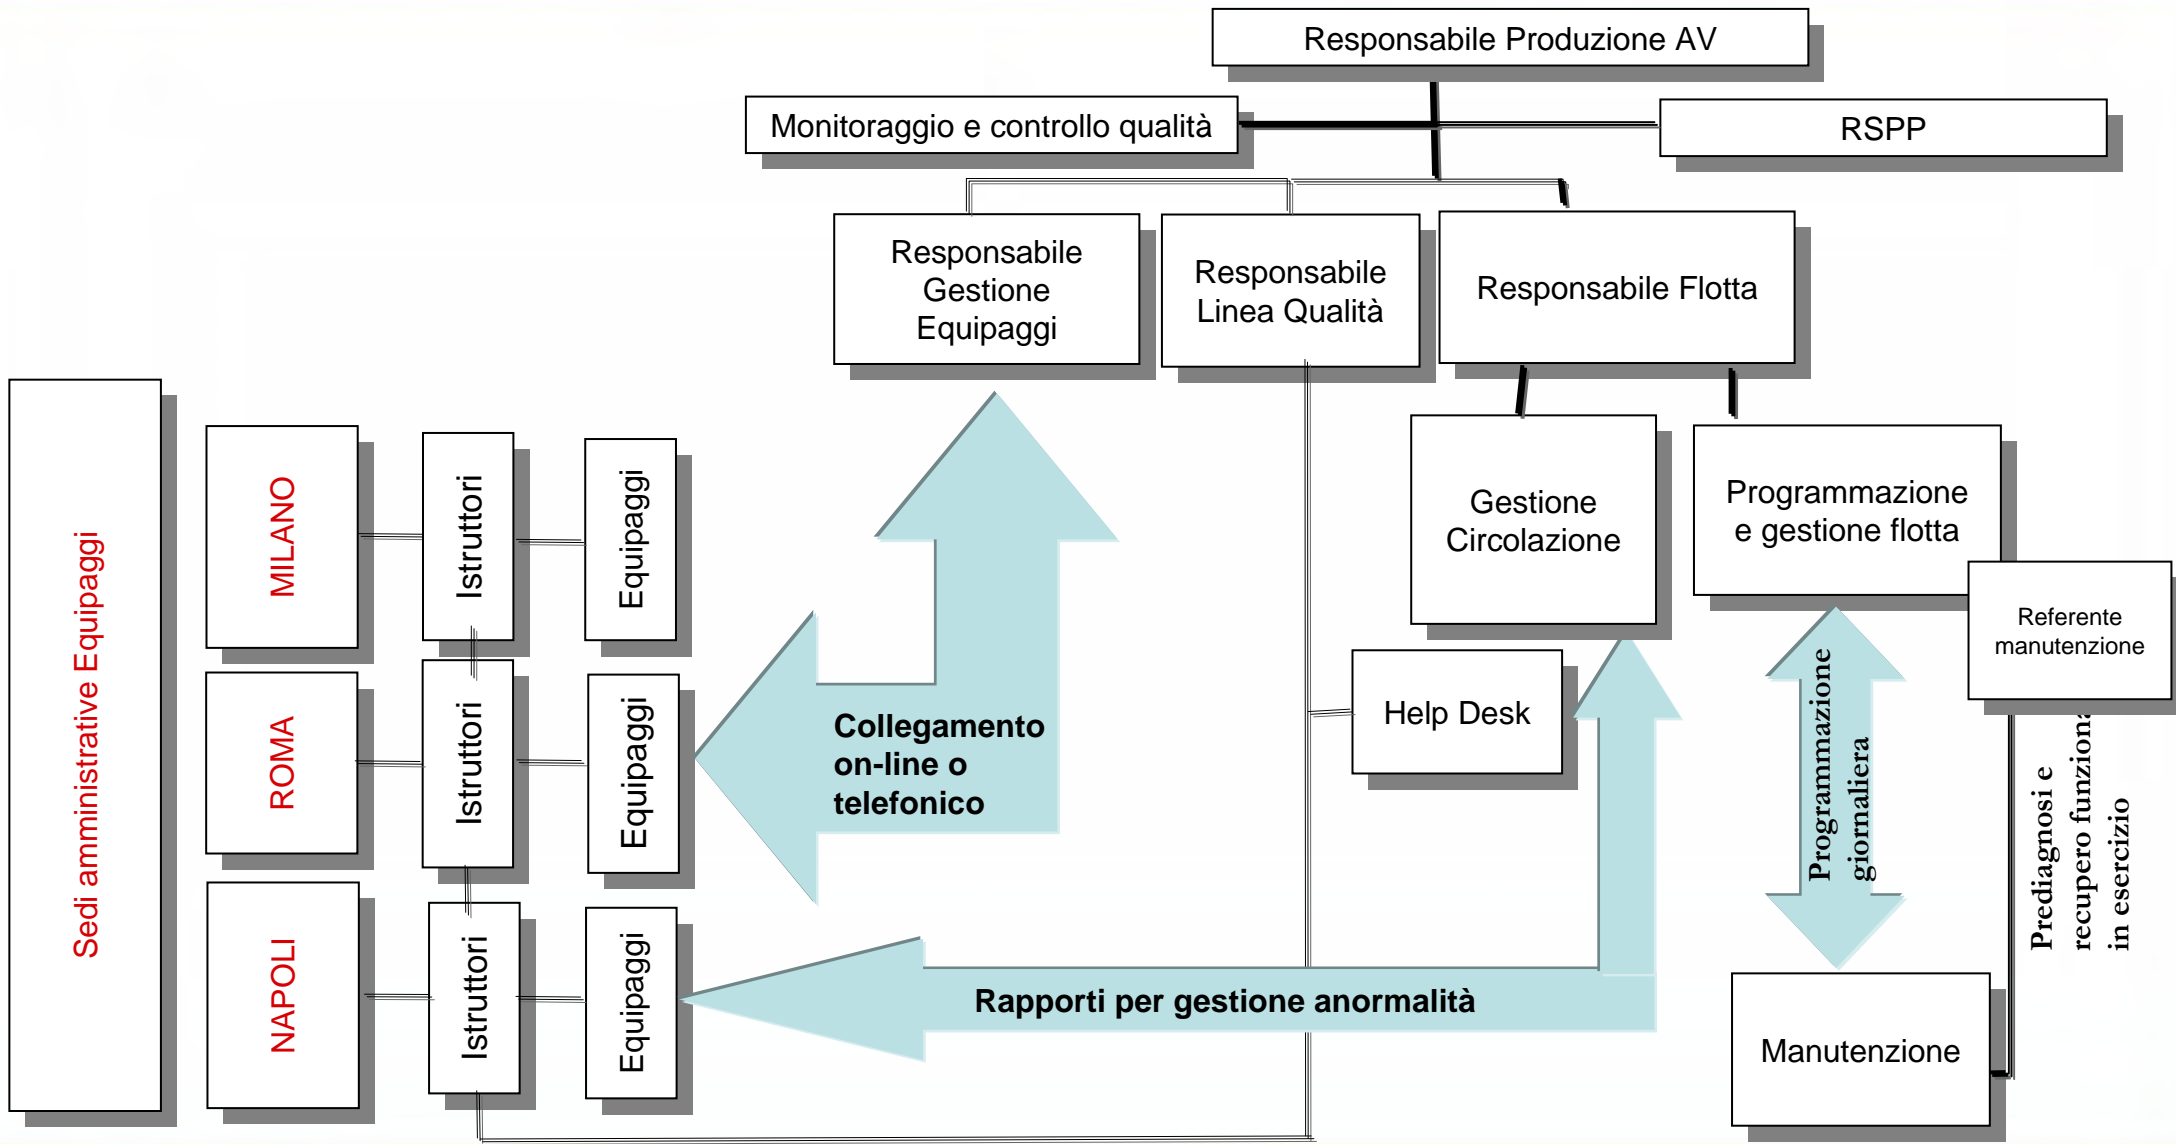 Responsabile Produzione AV
Monitoraggio e controllo qualità
RSPP
Responsabile
Gestione
Equipaggi
Responsabile
Linea Qualità
Responsabile Flotta
Sedi amministrative Equipaggi
MILANO
Istruttori
Equipaggi
ROMA
Istruttori
Equipaggi
NAPOLI
Istruttori
Equipaggi
Collegamento
on-line o
telefonico
Rapporti per gestione anormalità
Gestione
Circolazione
Programmazione
e gestione flotta
Referente
manutenzione
Help Desk
Programmazione
giornaliera
Prediagnosi e
recupero
in esercizio
Manutenzione